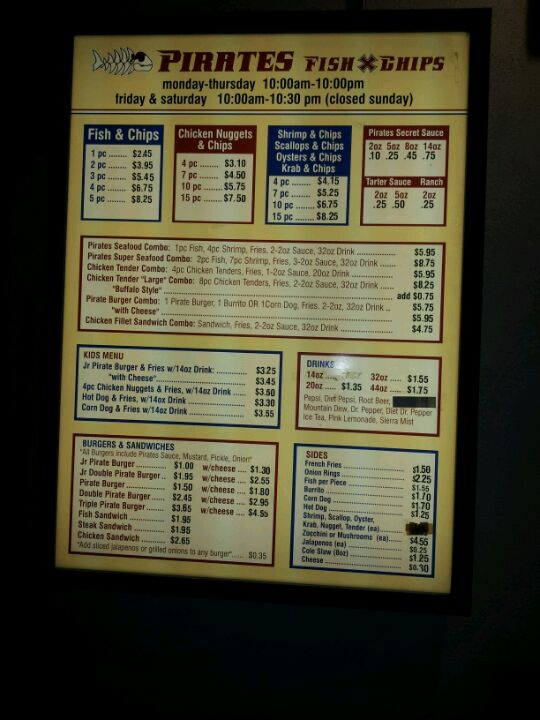 PIRATES FISH CHIPS
monday-thursday 10:00am-10:00pm
friday & saturday 10:00am-10:30 pm (closed sunday)
Fish & Chips
1 pc ........ $2.45
2 pc ........ $3.95
3 pc ........ $5.45
4 pc ........ $6.75
5 pc ........ $8.25
Chicken Nuggets
& Chips
4 pc ....... $3.10
7 pc ....... $4.50
10 pc ...... $5.75
15 pc ...... $7.50
Shrimp & Chips
Scallops & Chips
Oysters & Chips
Krab & Chips
4 pc ........ $4.15
7 pc ........ $5.25
10 pc ....... $6.75
15 pc ....... $8.25
Pirates Secret Sauce
2oz 5oz 8oz 14oz
.10 .25 .45 .75
Tarter Sauce Ranch
2oz 5oz 2oz
.25 .50 .25
Pirates Seafood Combo: 1pc Fish, 4pc Shrimp, Fries, 2-2oz Sauce, 32oz Drink ........ $5.95
Pirates Super Seafood Combo: 2pc Fish, 7pc Shrimp, Fries, 3-2oz Sauce, 32oz Drink ........ $8.75
Chicken Tender Combo: 4pc Chicken Tenders, Fries, 1-2oz Sauce, 20oz Drink ........ $5.95
Chicken Tender "Large" Combo: 8pc Chicken Tenders, Fries, 2-2oz Sauce, 32oz Drink ........ $8.25
"Buffalo Style" ........ add $0.75
Pirate Burger Combo: 1 Pirate Burger, 1 Burrito OR 1Corn Dog, Fries, 2-2oz, 32oz Drink .. $5.75
"with Cheese" ........ $5.95
Chicken Fillet Sandwich Combo: Sandwich, Fries, 2-2oz Sauce, 32oz Drink ........ $4.75
KIDS MENU
Jr Pirate Burger & Fries w/14oz Drink: ........ $3.25
"with Cheese" ........ $3.45
4pc Chicken Nuggets & Fries, w/14oz Drink ..... $3.50
Hot Dog & Fries, w/14oz Drink ........ $3.30
Corn Dog & Fries w/14oz Drink ........ $3.55
DRINKS
14oz ..... 32oz ..... $1.55
20oz ..... $1.35 44oz ..... $1.75
Pepsi, Diet Pepsi, Root Beer,
Mountain Dew, Dr. Pepper, Diet Dr. Pepper
Ice Tea, Pink Lemonade, Sierra Mist
BURGERS & SANDWICHES
"All Burgers include Pirates Sauce, Mustard, Pickle, Onion"
Jr Pirate Burger ........ $1.00 w/cheese .... $1.30
Jr Double Pirate Burger .. $1.95 w/cheese .... $2.55
Pirate Burger ........ $1.50 w/cheese .... $1.80
Double Pirate Burger ..... $2.45 w/cheese .... $2.95
Triple Pirate Burger ..... $3.65 w/cheese .... $4.55
Fish Sandwich ........ $1.95
Steak Sandwich ........ $1.95
Chicken Sandwich ........ $2.65
"Add sliced jalapenos or grilled onions to any burger" ..... $0.35
SIDES
French Fries ........ $1.50
Onion Rings ........ $2.25
Fish per Piece ........ $1.55
Burrito ........ $1.70
Corn Dog ........ $1.70
Hot Dog ........ $1.25
Shrimp, Scallop, Oyster,
Krab, Nugget, Tender (ea) .....
Zucchini or Mushrooms (ea) ..... $4.55
Jalapenos (ea) ........ $0.25
Cole Slaw (8oz) ........ $1.25
Cheese ........ $0.30